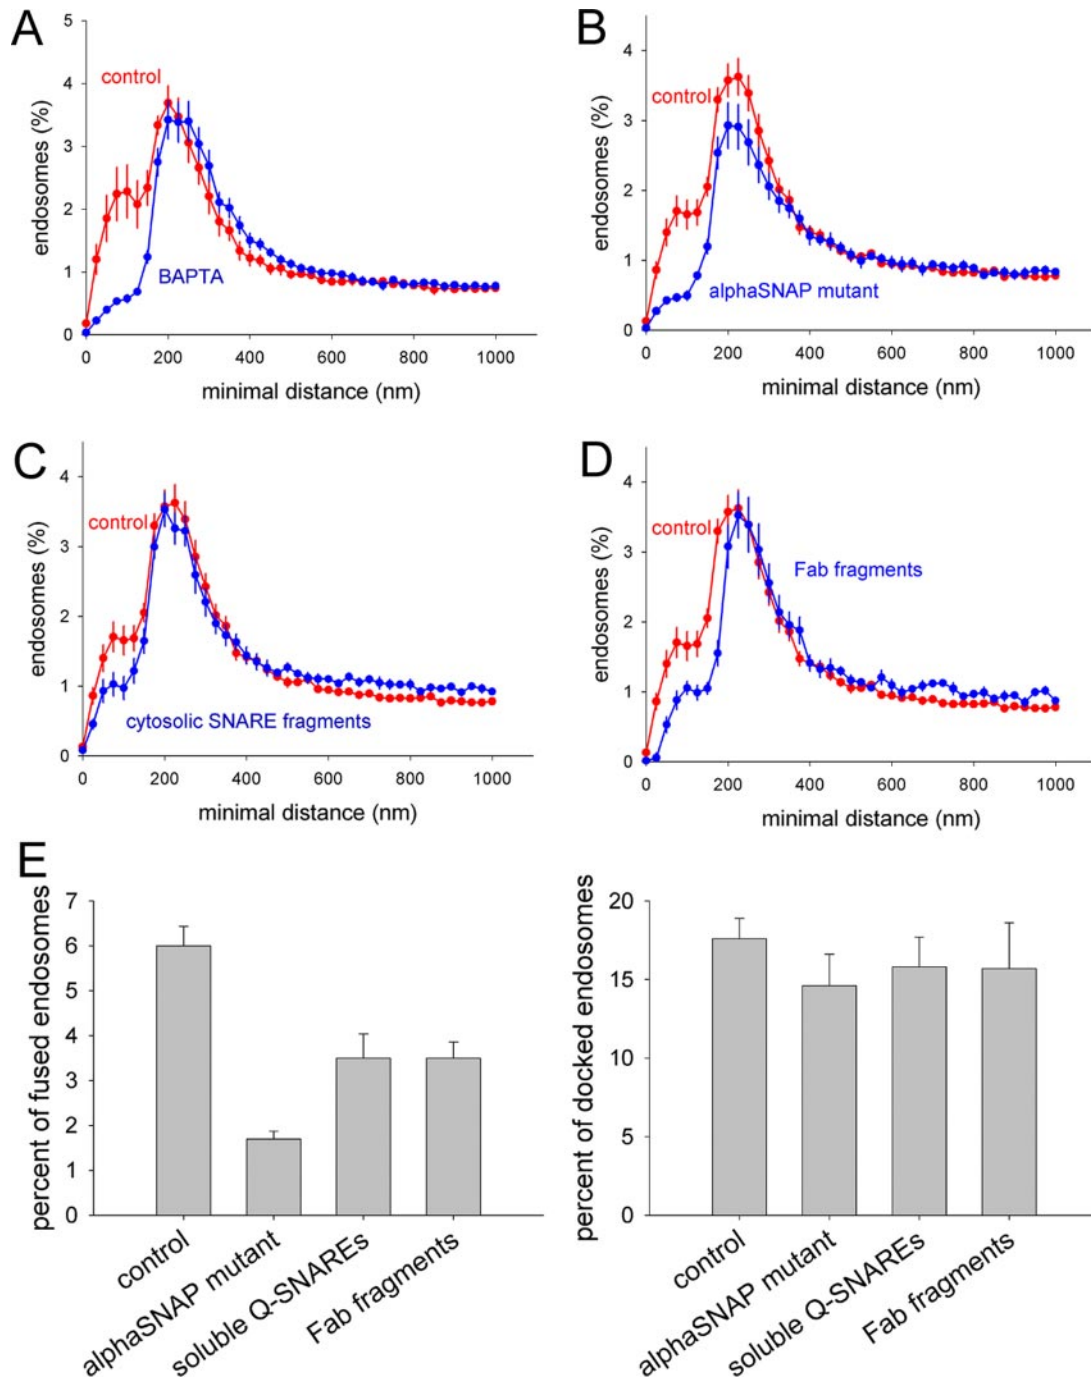 A
endosomes (%)
5
4
3
2
1
0
control
BAPTA
0 200 400 600 800 1000
minimal distance (nm)
B
endosomes (%)
4
3
2
1
0
control
alphaSNAP mutant
0 200 400 600 800 1000
minimal distance (nm)
C
endosomes (%)
4
3
2
1
0
control
cytosolic SNARE fragments
0 200 400 600 800 1000
minimal distance (nm)
D
endosomes (%)
4
3
2
1
0
control
Fab fragments
0 200 400 600 800 1000
minimal distance (nm)
E
percent of fused endosomes
7
6
5
4
3
2
1
0
control
alphaSNAP mutant
soluble Q-SNAREs
Fab fragments
percent of docked endosomes
20
15
10
5
0
control
alphaSNAP mutant
soluble Q-SNAREs
Fab fragments